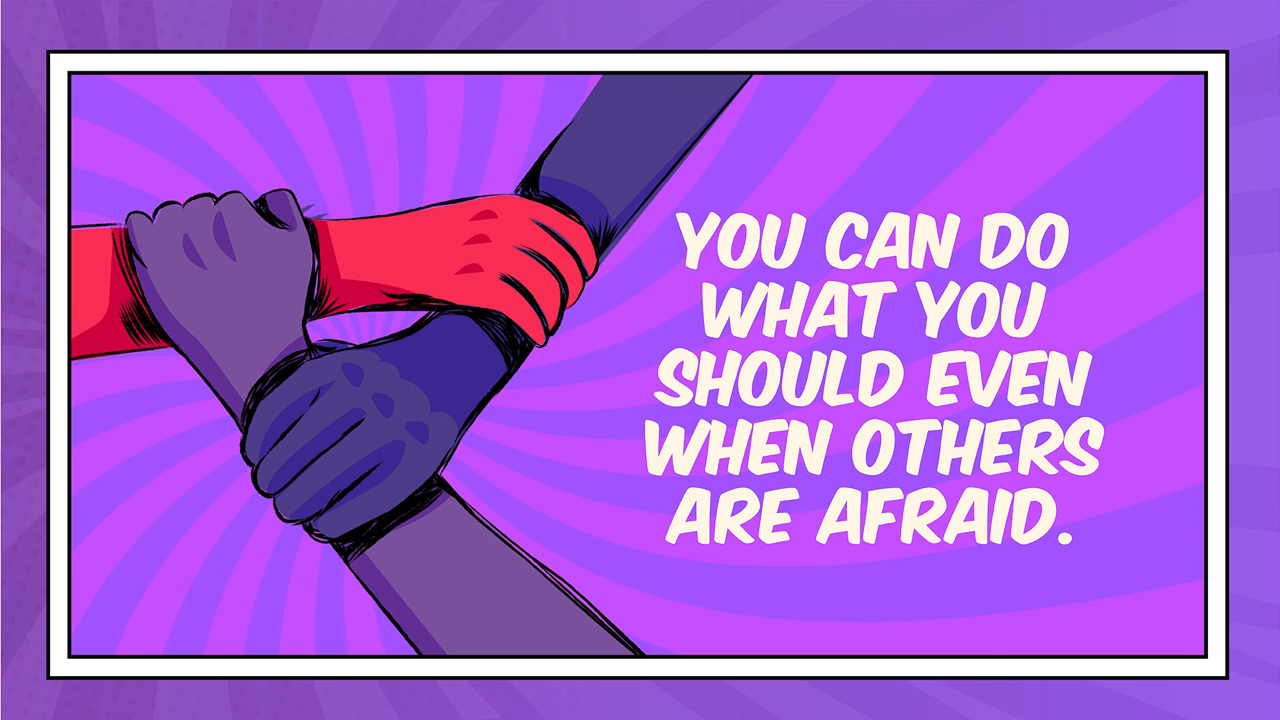 YOU CAN DO
WHAT YOU
SHOULD EVEN
WHEN OTHERS
ARE AFRAID.